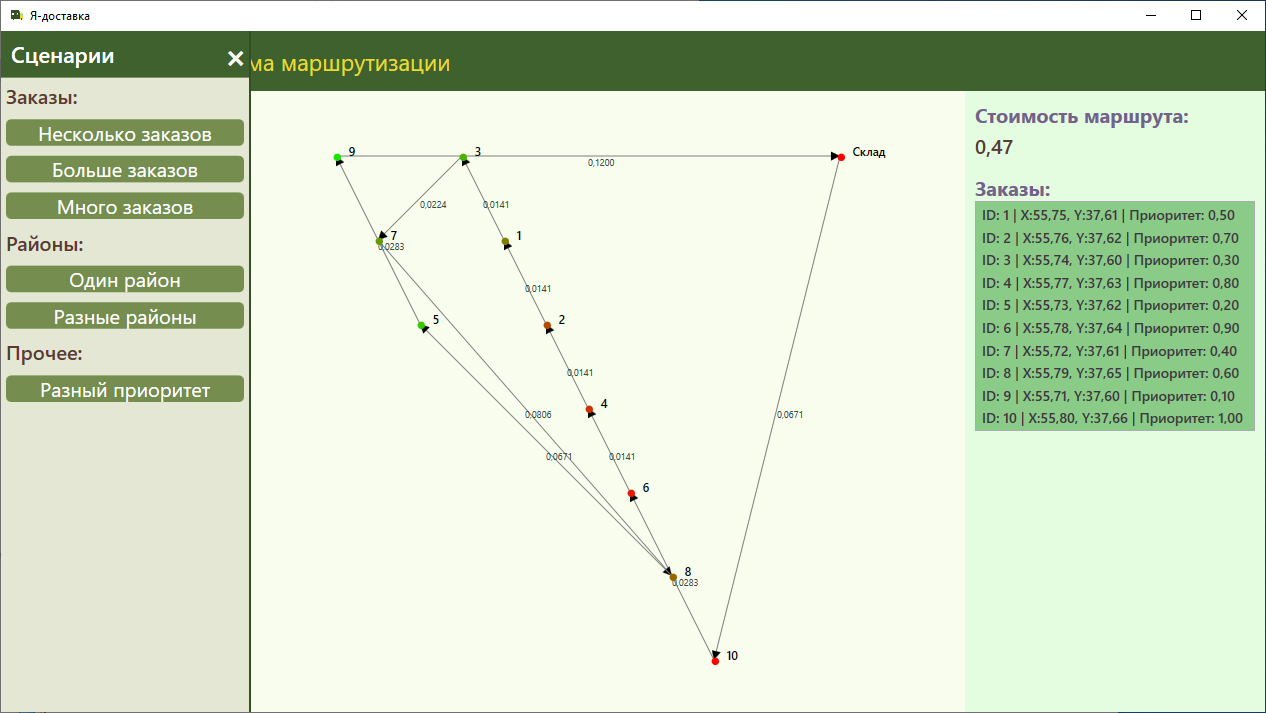 Я-доставка
Сценарии
ма маршрутизации
Заказы:
Несколько заказов
Больше заказов
Много заказов
Районы:
Один район
Разные районы
Прочее:
Разный приоритет
9
3
Склад
0,1200
0,0224
0,0141
7
0,0283
1
0,0141
5
2
0,0141
4
0,0806
0,0671
0,0671
0,0141
6
8
0,0283
10
Стоимость маршрута:
0,47
Заказы:
ID: 1 | X:55,75, Y:37,61 | Приоритет: 0,50
ID: 2 | X:55,76, Y:37,62 | Приоритет: 0,70
ID: 3 | X:55,74, Y:37,60 | Приоритет: 0,30
ID: 4 | X:55,77, Y:37,63 | Приоритет: 0,80
ID: 5 | X:55,73, Y:37,62 | Приоритет: 0,20
ID: 6 | X:55,78, Y:37,64 | Приоритет: 0,90
ID: 7 | X:55,72, Y:37,61 | Приоритет: 0,40
ID: 8 | X:55,79, Y:37,65 | Приоритет: 0,60
ID: 9 | X:55,71, Y:37,60 | Приоритет: 0,10
ID: 10 | X:55,80, Y:37,66 | Приоритет: 1,00